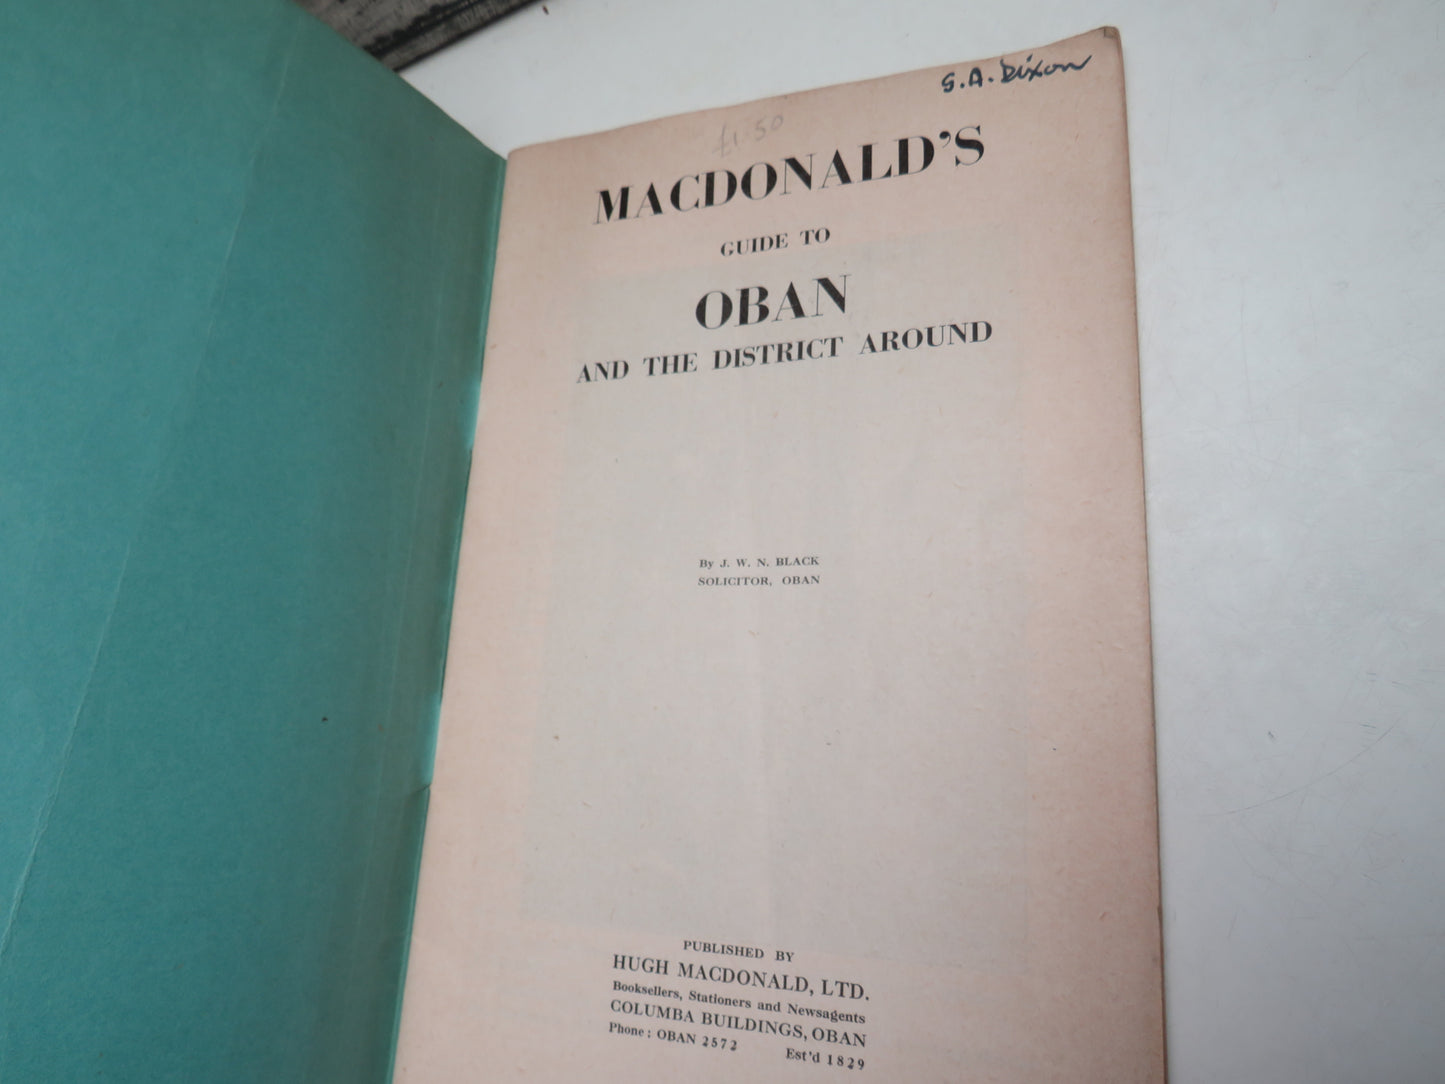 S.A. Dixon
£1.50
MACDONALD'S
GUIDE TO
OBAN
AND THE DISTRICT AROUND
By J. W. N. BLACK
SOLICITOR, OBAN
PUBLISHED BY
HUGH MACDONALD, LTD.
Booksellers, Stationers and Newsagents
COLUMBA BUILDINGS, OBAN
Phone: OBAN 2572 Est'd 1829